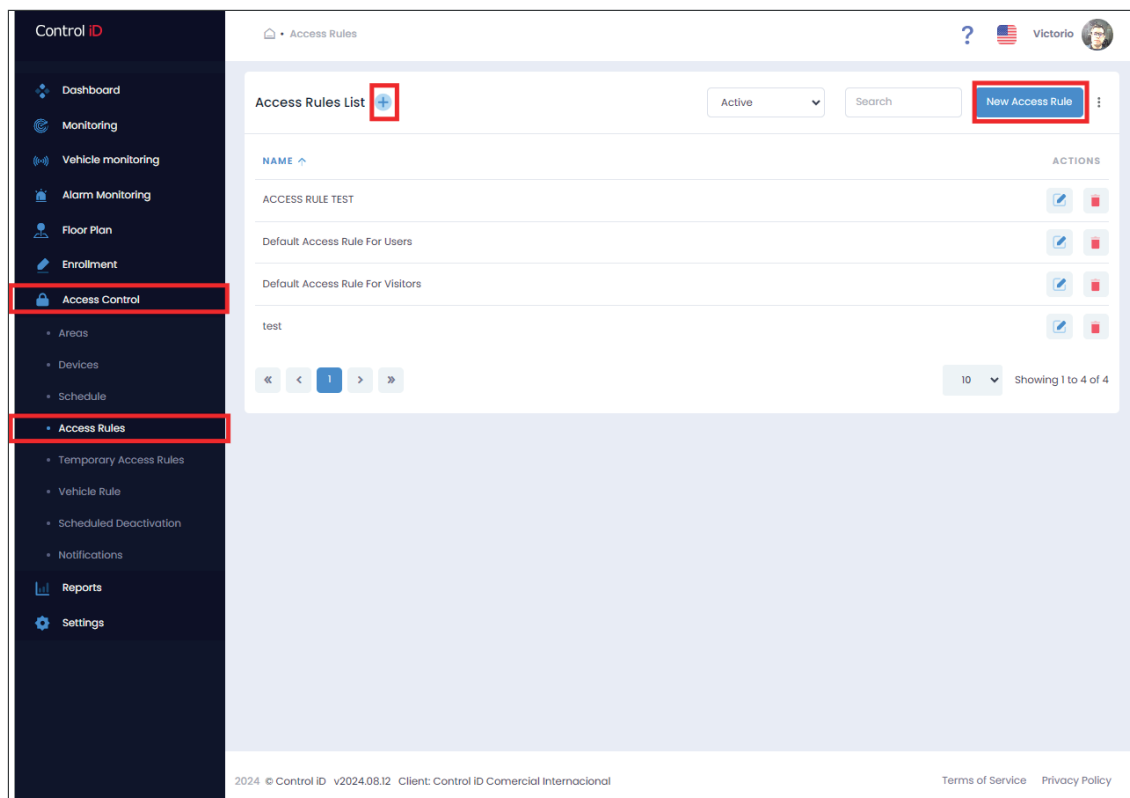 Control iD
Access Rules
?
Victorio
Dashboard
Monitoring
Vehicle monitoring
Alarm Monitoring
Floor Plan
Enrollment
Access Control
Areas
Devices
Schedule
Access Rules
Temporary Access Rules
Vehicle Rule
Scheduled Deactivation
Notifications
Reports
Settings
Access Rules List
Active
Search
New Access Rule
NAME
ACTIONS
ACCESS RULE TEST
Default Access Rule For Users
Default Access Rule For Visitors
test
1
10
Showing 1 to 4 of 4
2024 © Control iD v2024.08.12 Client: Control iD Comercial Internacional
Terms of Service Privacy Policy